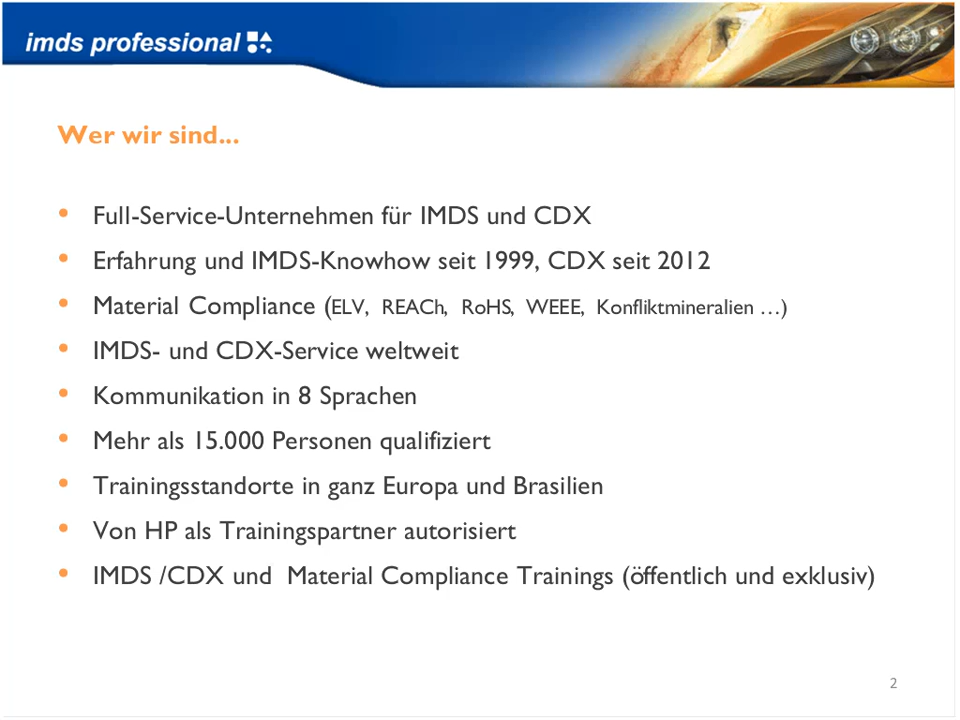 imds professional
Wer wir sind...
• Full-Service-Unternehmen für IMDS und CDX
• Erfahrung und IMDS-Knowhow seit 1999, CDX seit 2012
• Material Compliance (ELV, REACh, RoHS, WEEE, Konfliktmineralien …)
• IMDS- und CDX-Service weltweit
• Kommunikation in 8 Sprachen
• Mehr als 15.000 Personen qualifiziert
• Trainingsstandorte in ganz Europa und Brasilien
• Von HP als Trainingspartner autorisiert
• IMDS /CDX und Material Compliance Trainings (öffentlich und exklusiv)
2